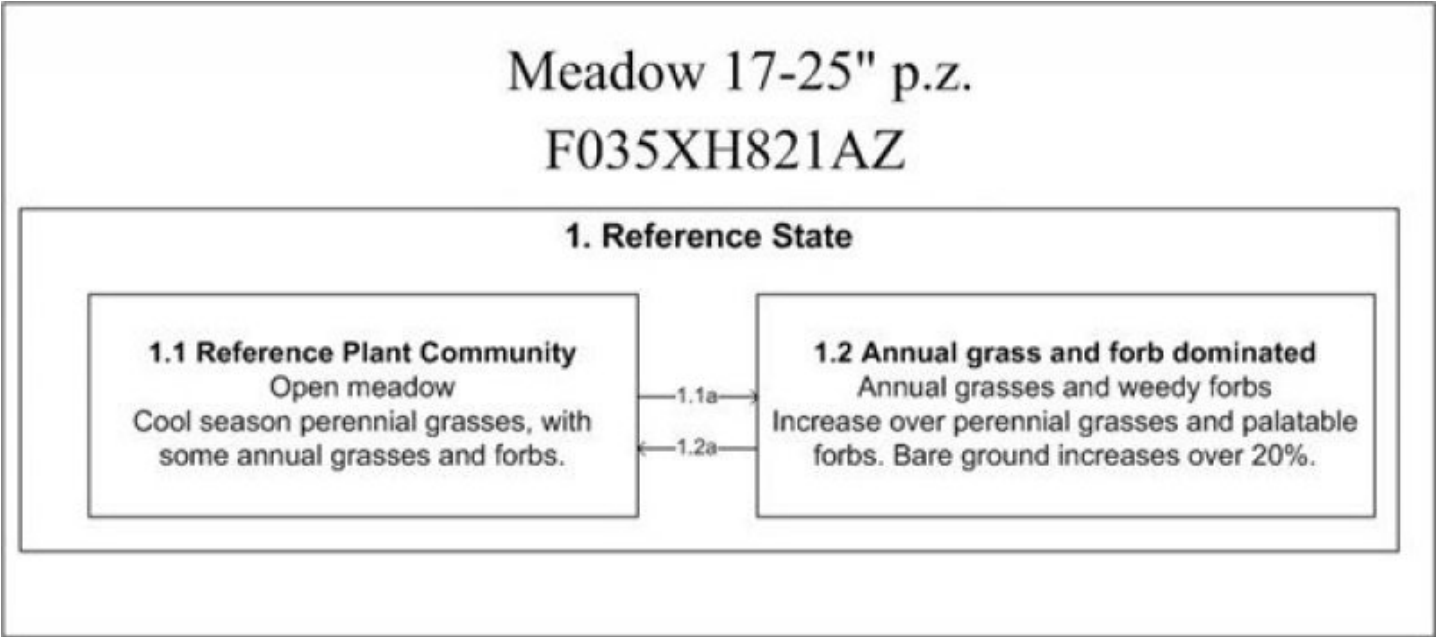 Meadow 17-25" p.z.
F035XH821AZ
1. Reference State
1.1 Reference Plant Community
Open meadow
Cool season perennial grasses, with
some annual grasses and forbs.
1.1a
1.2a
1.2 Annual grass and forb dominated
Annual grasses and weedy forbs
Increase over perennial grasses and palatable
forbs. Bare ground increases over 20%.